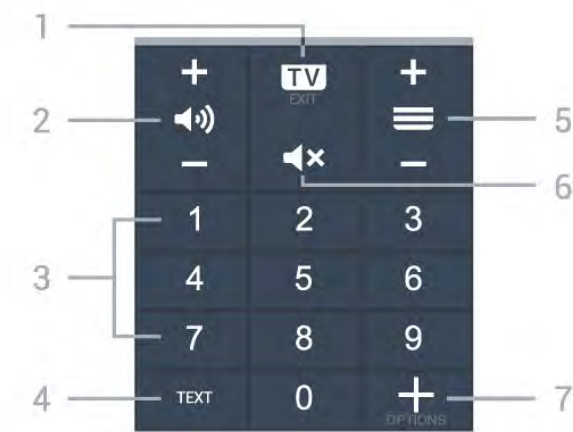 1
+ TV +
EXIT
2 5
− −
6
1 2 3
3 4 5 6
7 8 9
4 TEXT 0 + 7
OPTIONS